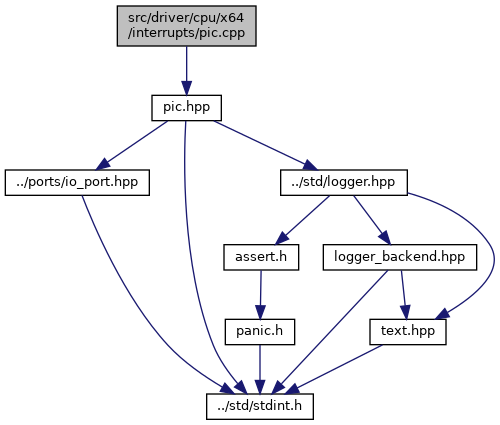 src/driver/cpu/x64
/interrupts/pic.cpp
pic.hpp
../ports/io_port.hpp
../std/logger.hpp
assert.h
logger_backend.hpp
panic.h
text.hpp
../std/stdint.h